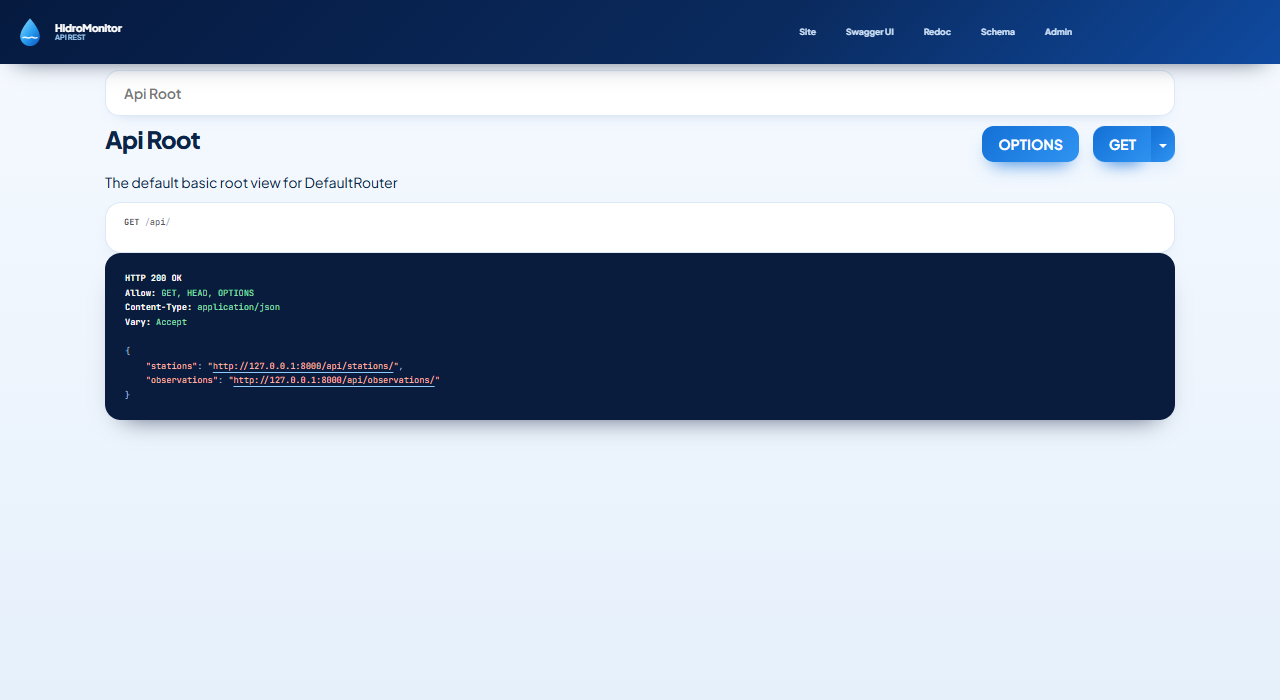 HidroMonitor
API REST
Site Swagger UI Redoc Schema Admin
Api Root
Api Root
OPTIONS GET
The default basic root view for DefaultRouter
GET /api/
HTTP 200 OK
Allow: GET, HEAD, OPTIONS
Content-Type: application/json
Vary: Accept
{
    "stations": "http://127.0.0.1:8000/api/stations/",
    "observations": "http://127.0.0.1:8000/api/observations/"
}